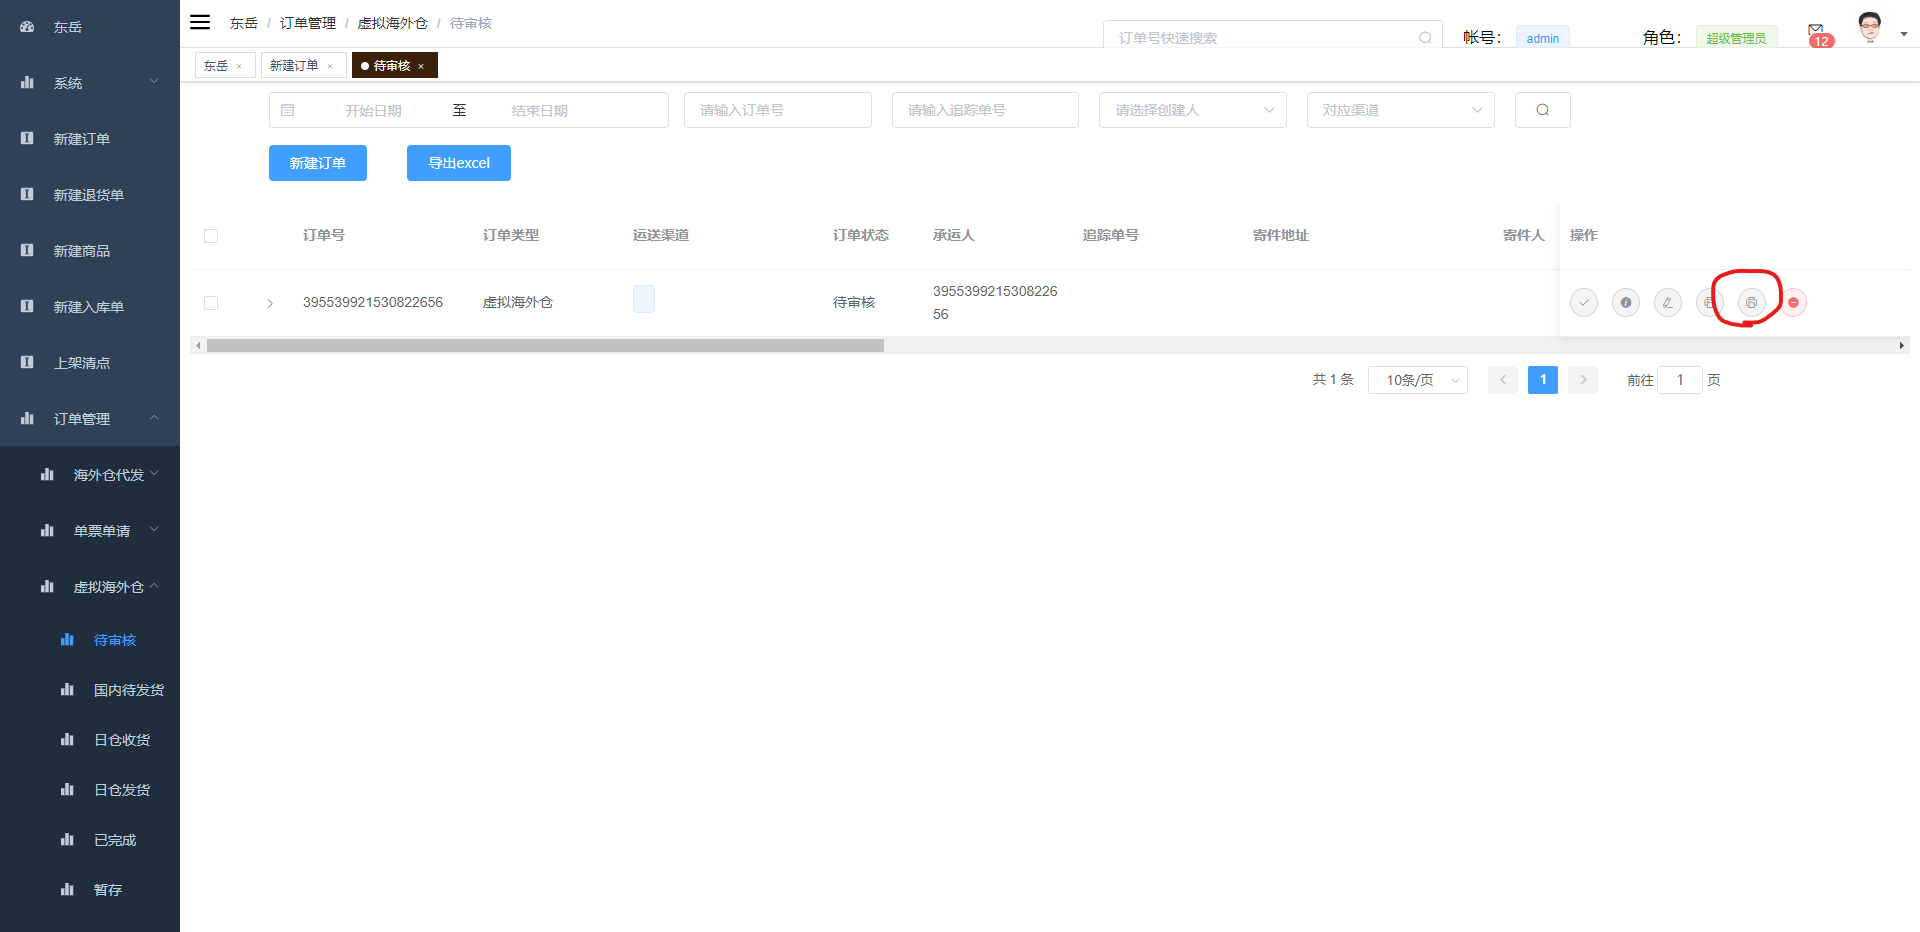 东岳
系统
新建订单
新建退货单
新建商品
新建入库单
上架清点
订单管理
海外仓代发
单票单请
虚拟海外仓
待审核
国内待发货
日仓收货
日仓发货
已完成
暂存
东岳 / 订单管理 / 虚拟海外仓 / 待审核
订单号快速搜索
帐号： admin
角色： 超级管理员
12
东岳 × 新建订单 × 待审核 ×
开始日期 至 结束日期 请输入订单号 请输入追踪单号 请选择创建人 对应渠道
新建订单 导出excel
订单号 订单类型 运送渠道 订单状态 承运人 追踪单号 寄件地址 寄件人 操作
395539921530822656 虚拟海外仓 待审核 3955399215308226
56
共 1 条 10条/页 1 前往 1 页